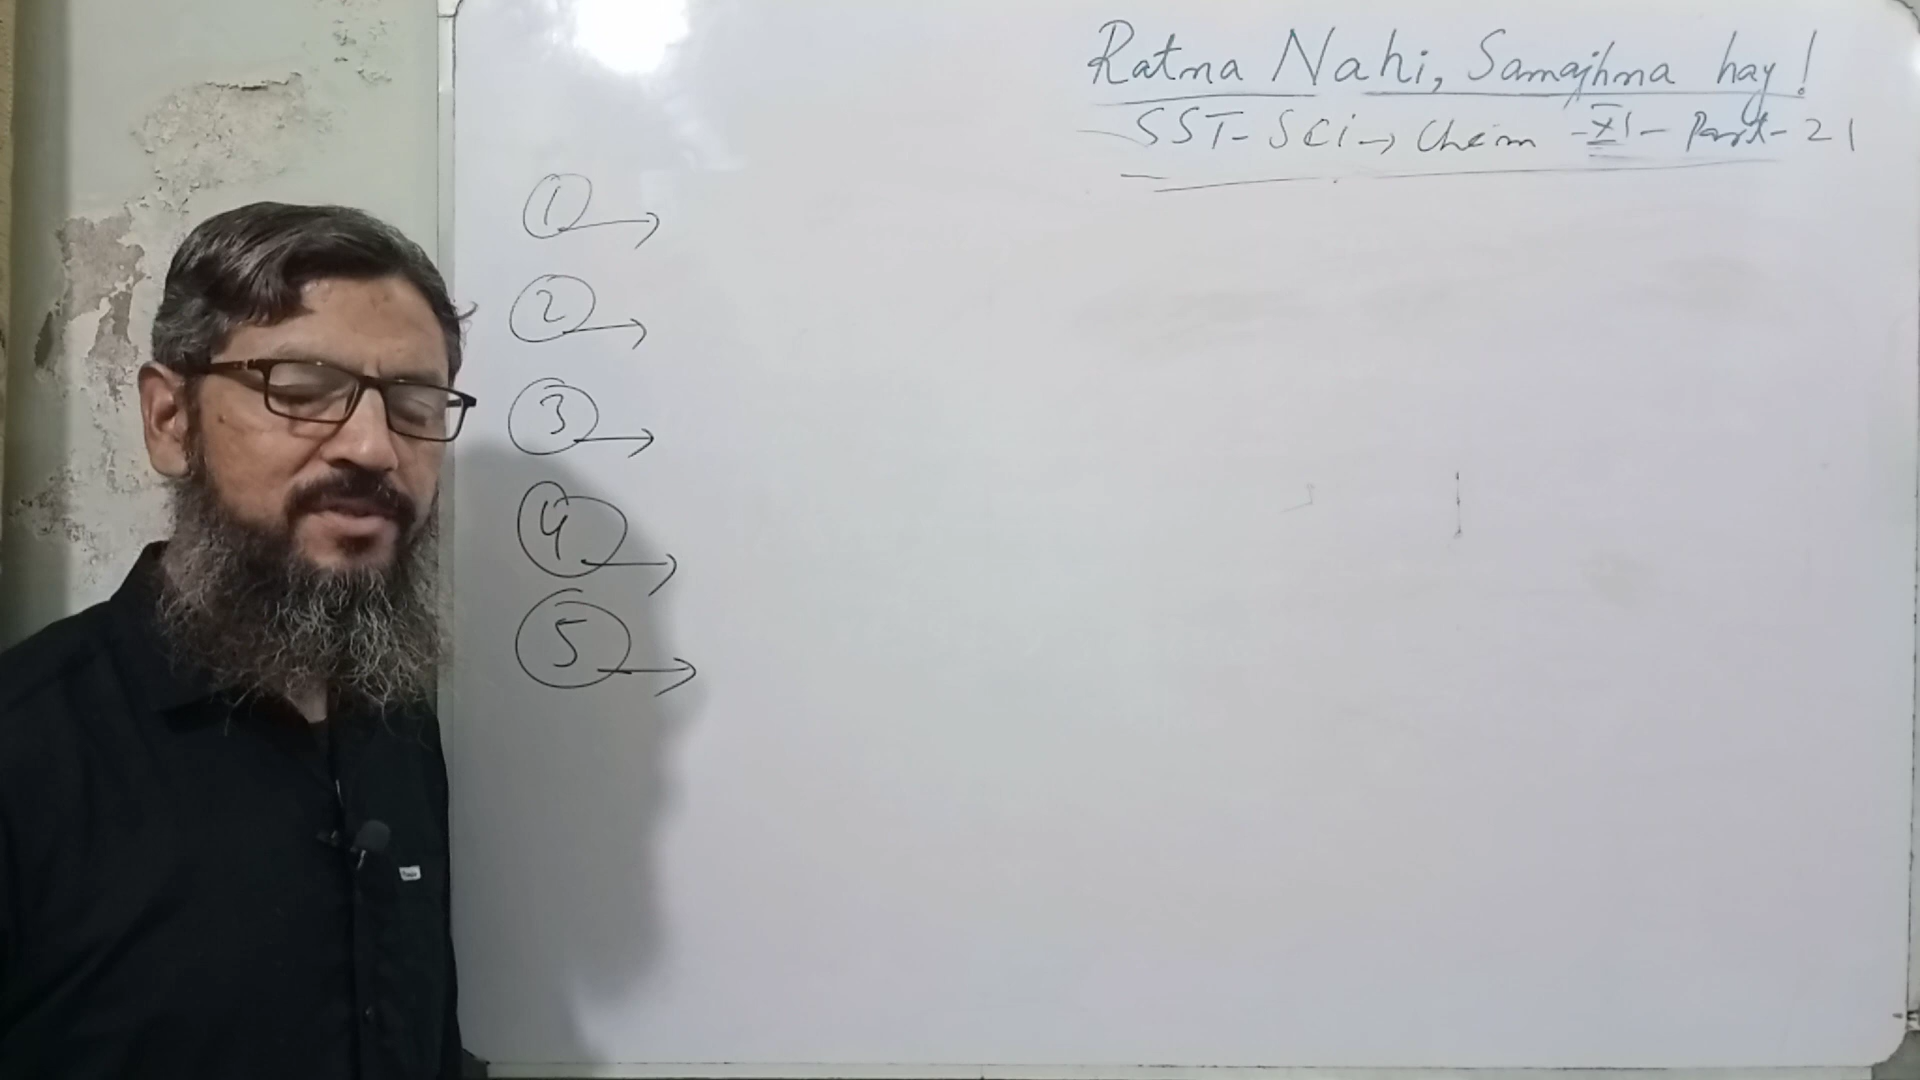 Ratna Nahi, Samajhna hay!
SST-SCi→ Chem -XI- Part-21
1 →
2 →
3 →
4 →
5 →